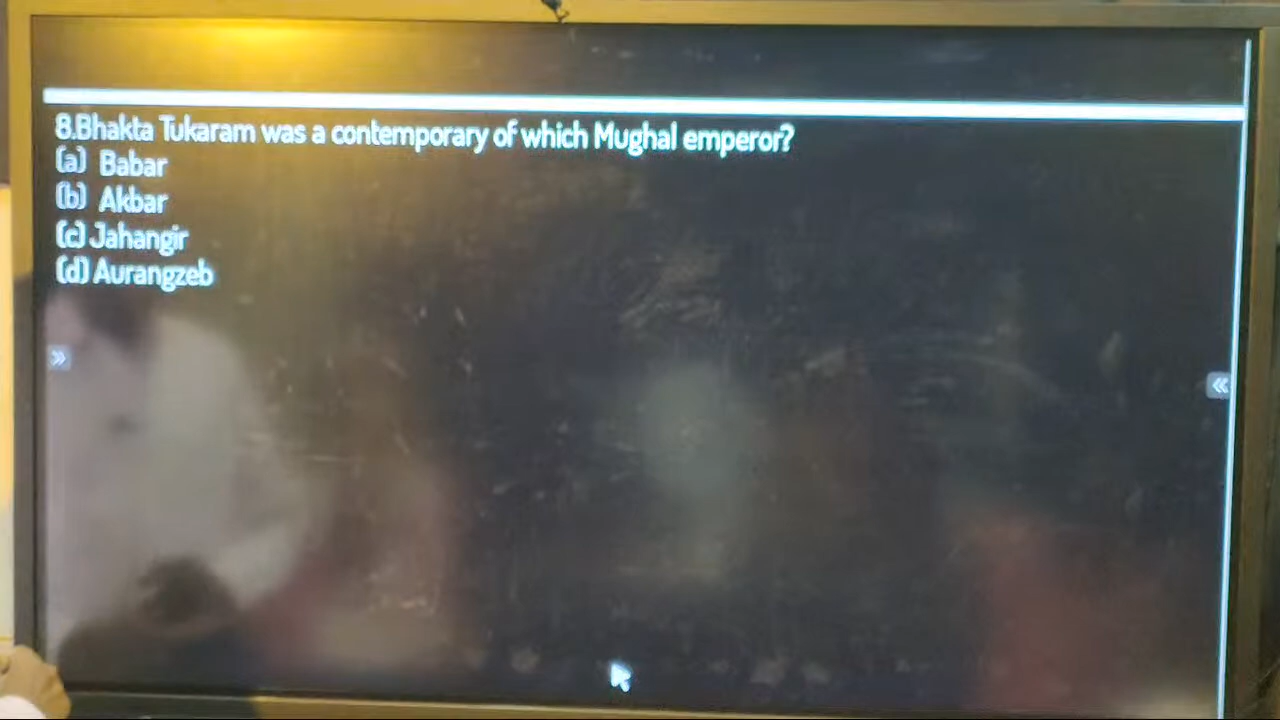 8.Bhakta Tukaram was a contemporary of which Mughal emperor?
(a) Babar
(b) Akbar
(c) Jahangir
(d) Aurangzeb